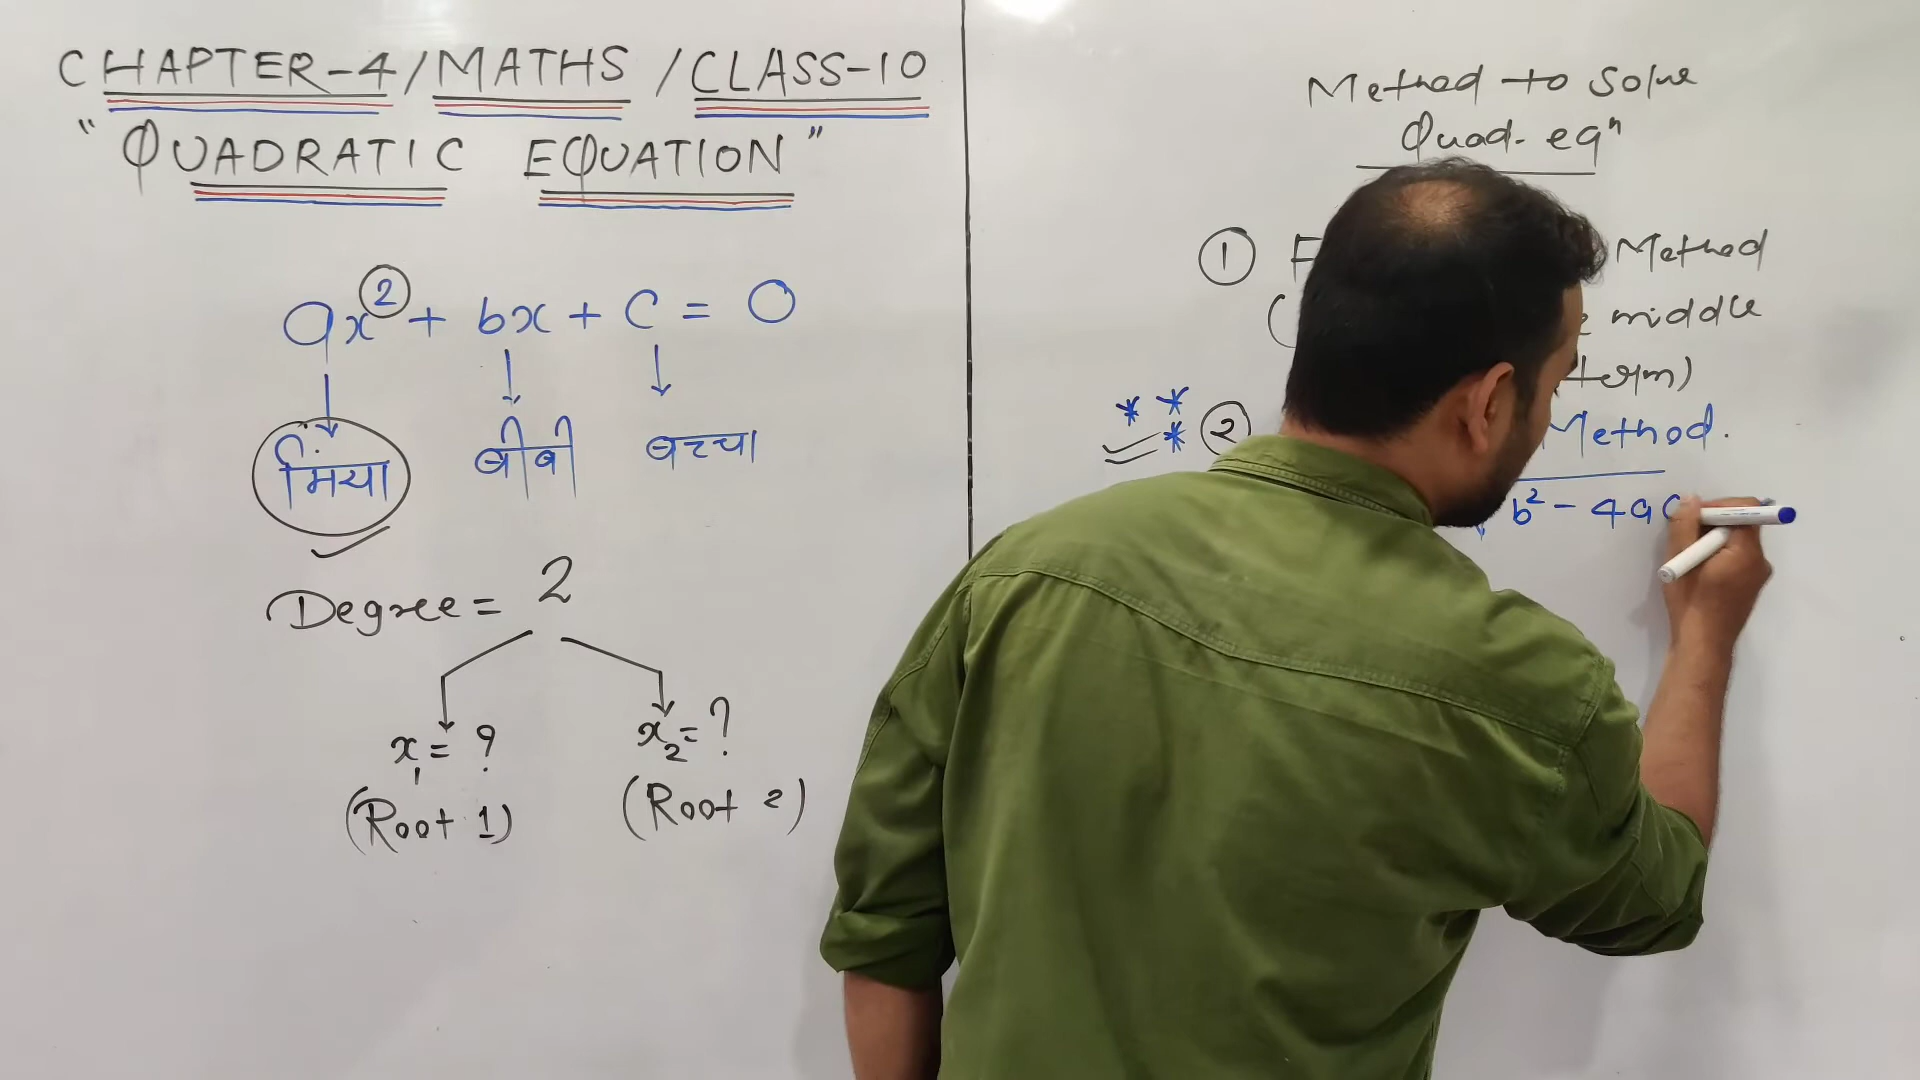 CHAPTER-4/MATHS/CLASS-10
"QUADRATIC EQUATION"
ax² + bx + c = 0
मिंया बीबी बच्चा
Degree = 2
x₁ = ? x₂ = ?
(Root 1) (Root 2)
Method to Solve
Quad. eqⁿ
① Method
middle
term)
② Method.
b² - 4ac